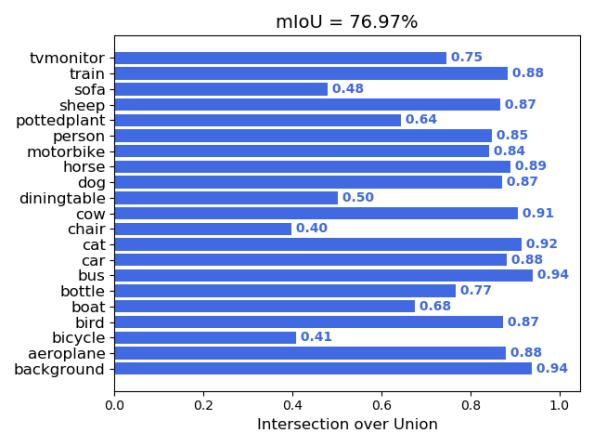 mIoU = 76.97%
tvmonitor 0.75
train 0.88
sofa 0.48
sheep 0.87
pottedplant 0.64
person 0.85
motorbike 0.84
horse 0.89
dog 0.87
diningtable 0.50
cow 0.91
chair 0.40
cat 0.92
car 0.88
bus 0.94
bottle 0.77
boat 0.68
bird 0.87
bicycle 0.41
aeroplane 0.88
background 0.94
0.0 0.2 0.4 0.6 0.8 1.0
Intersection over Union